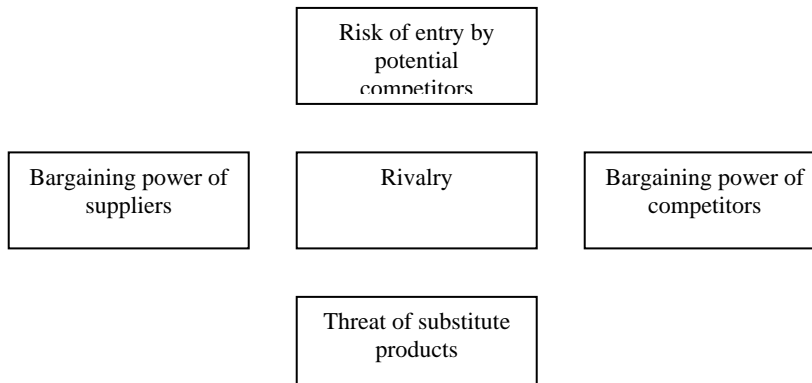 Risk of entry by
potential
competitors
Bargaining power of
suppliers
Rivalry
Bargaining power of
competitors
Threat of substitute
products